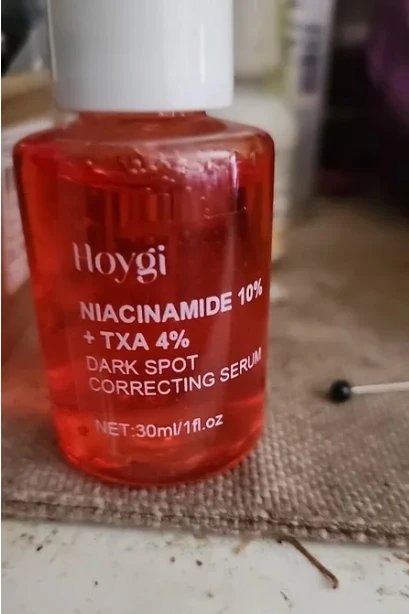 Hoygi
NIACINAMIDE 10%
+ TXA 4%
DARK SPOT
CORRECTING SERUM
NET:30ml/1fl.oz